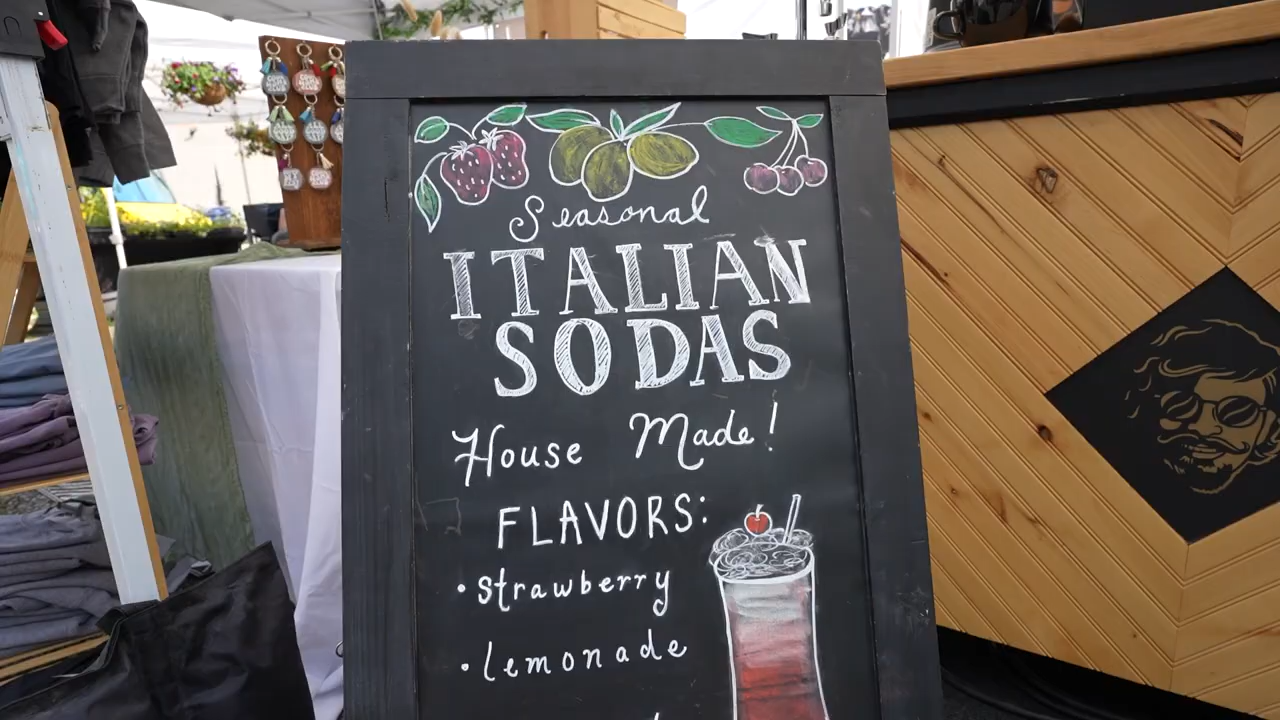 Seasonal
ITALIAN
SODAS
House Made!
FLAVORS:
•strawberry
•lemonade